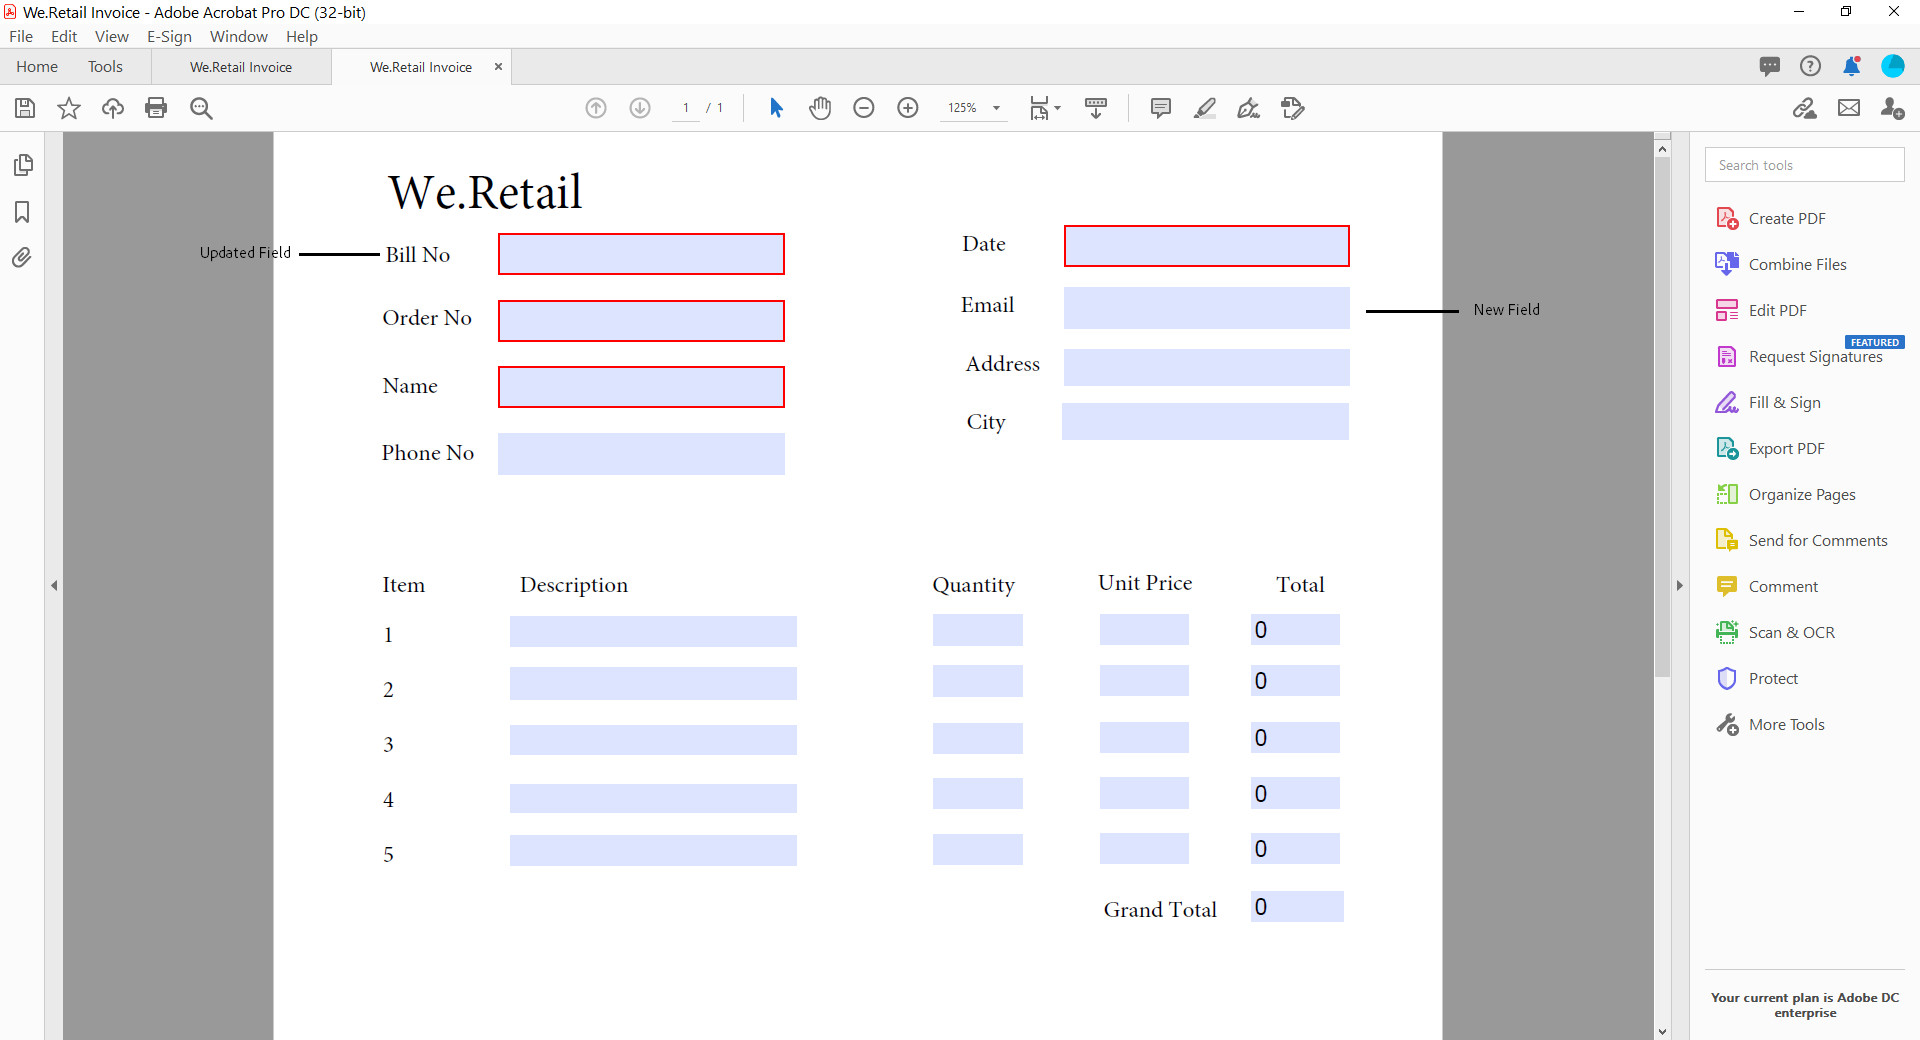 We.Retail Invoice - Adobe Acrobat Pro DC (32-bit)
File Edit View E-Sign Window Help
Home Tools We.Retail Invoice We.Retail Invoice
1 / 1 125%
Search tools
We.Retail
Updated Field Bill No Date
Email New Field
Order No
Address
Name
City
Phone No
Item Description Quantity Unit Price Total
1 0
2 0
3 0
4 0
5 0
Grand Total 0
Create PDF
Combine Files
Edit PDF
FEATURED
Request Signatures
Fill & Sign
Export PDF
Organize Pages
Send for Comments
Comment
Scan & OCR
Protect
More Tools
Your current plan is Adobe DC
enterprise